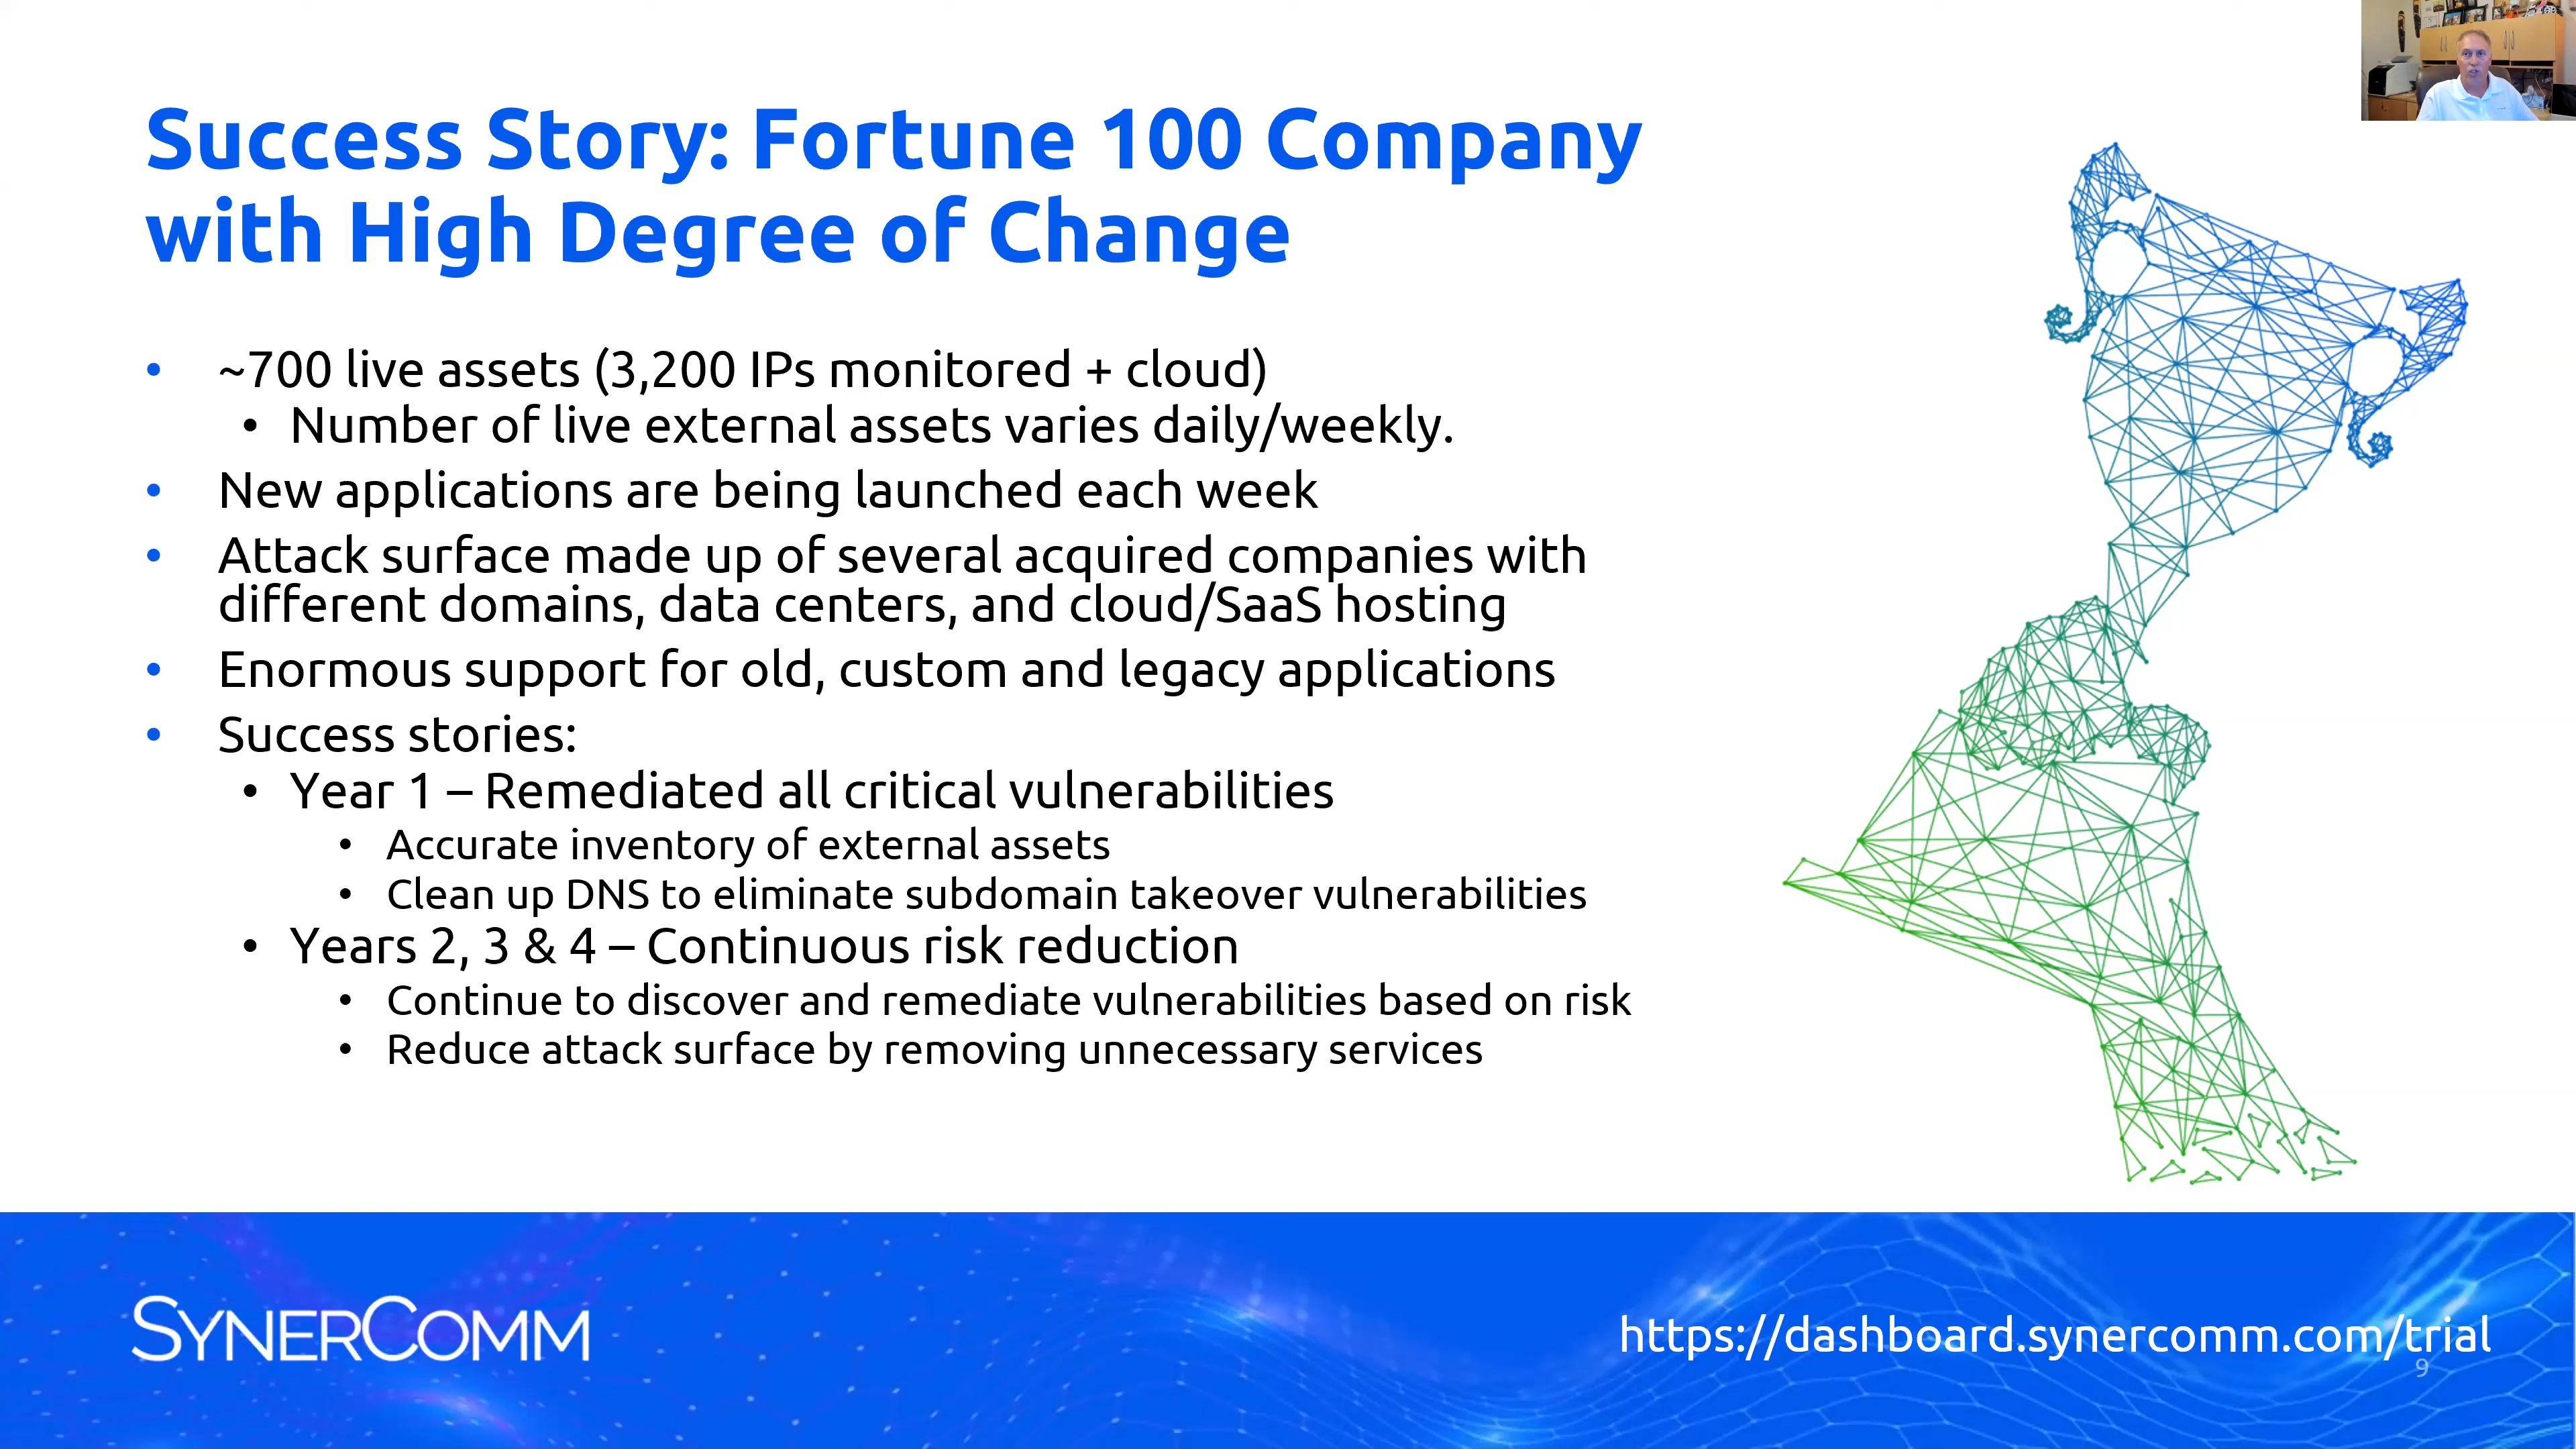 Success Story: Fortune 100 Company
with High Degree of Change
• ~700 live assets (3,200 IPs monitored + cloud)
• Number of live external assets varies daily/weekly.
• New applications are being launched each week
• Attack surface made up of several acquired companies with
different domains, data centers, and cloud/SaaS hosting
• Enormous support for old, custom and legacy applications
• Success stories:
• Year 1 – Remediated all critical vulnerabilities
• Accurate inventory of external assets
• Clean up DNS to eliminate subdomain takeover vulnerabilities
• Years 2, 3 & 4 – Continuous risk reduction
• Continue to discover and remediate vulnerabilities based on risk
• Reduce attack surface by removing unnecessary services
SYNERCOMM
https://dashboard.synercomm.com/trial
9